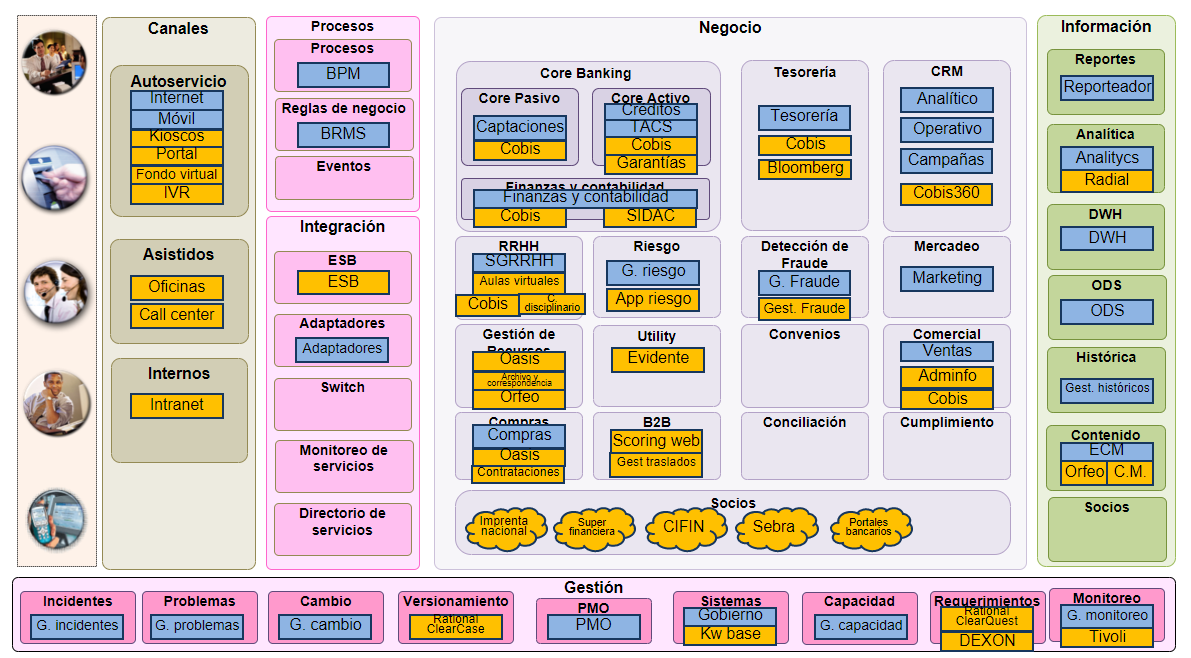 Canales
Autoservicio
Internet
Móvil
Kioscos
Portal
Fondo virtual
IVR
Asistidos
Oficinas
Call center
Internos
Intranet
Procesos
Procesos
BPM
Reglas de negocio
BRMS
Eventos
Integración
ESB
ESB
Adaptadores
Adaptadores
Switch
Monitoreo de
servicios
Directorio de
servicios
Negocio
Core Banking
Core Pasivo
Captaciones
Cobis
Core Activo
Créditos
TACS
Cobis
Garantías
Finanzas y contabilidad
Finanzas y contabilidad
Cobis
SIDAC
Tesorería
Tesorería
Cobis
Bloomberg
CRM
Analítico
Operativo
Campañas
Cobis360
RRHH
SGRRHH
Aulas virtuales
Cobis
C.
disciplinario
Riesgo
G. riesgo
App riesgo
Detección de
Fraude
G. Fraude
Gest. Fraude
Mercadeo
Marketing
Gestión de
Recursos
Oasis
Archivo y
correspondencia
Orfeo
Utility
Evidente
Convenios
Comercial
Ventas
Adminfo
Cobis
Compras
Compras
Oasis
Contrataciones
B2B
Scoring web
Gest traslados
Conciliación
Cumplimiento
Socios
Imprenta
nacional
Super
financiera
CIFIN
Sebra
Portales
bancarios
Información
Reportes
Reporteador
Analítica
Analitycs
Radial
DWH
DWH
ODS
ODS
Histórica
Gest. históricos
Contenido
ECM
Orfeo
C.M.
Socios
Gestión
Incidentes
G. incidentes
Problemas
G. problemas
Cambio
G. cambio
Versionamiento
Rational
ClearCase
PMO
PMO
Sistemas
Gobierno
Kw base
Capacidad
G. capacidad
Requerimientos
Rational
ClearQuest
DEXON
Monitoreo
G. monitoreo
Tivoli